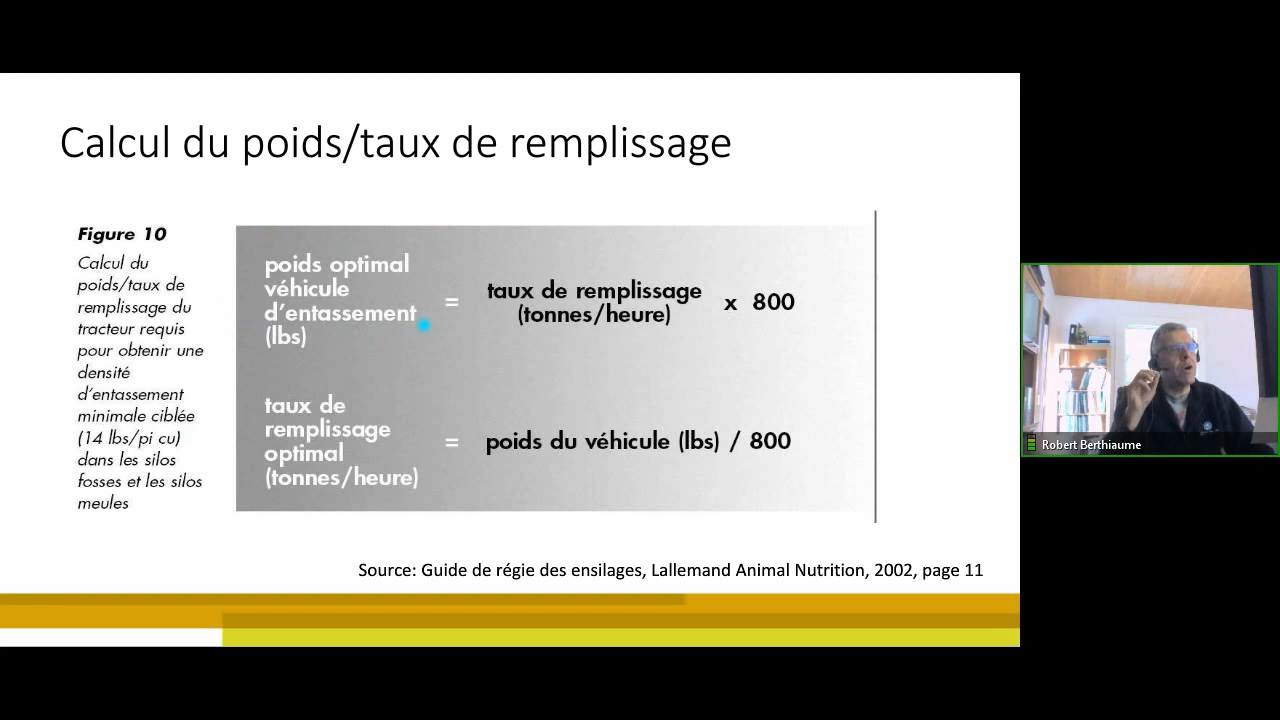 Calcul du poids/taux de remplissage
Figure 10
Calcul du
poids/taux de
remplissage du
tracteur requis
pour obtenir une
densité
d'entassement
minimale ciblée
(14 lbs/pi cu)
dans les silos
fosses et les silos
meules
poids optimal
véhicule
d'entassement
(lbs)
=
taux de remplissage
(tonnes/heure)
x 800
taux de
remplissage
optimal
(tonnes/heure)
=
poids du véhicule (lbs) / 800
Source: Guide de régie des ensilages, Lallemand Animal Nutrition, 2002, page 11
Robert Berthiaume